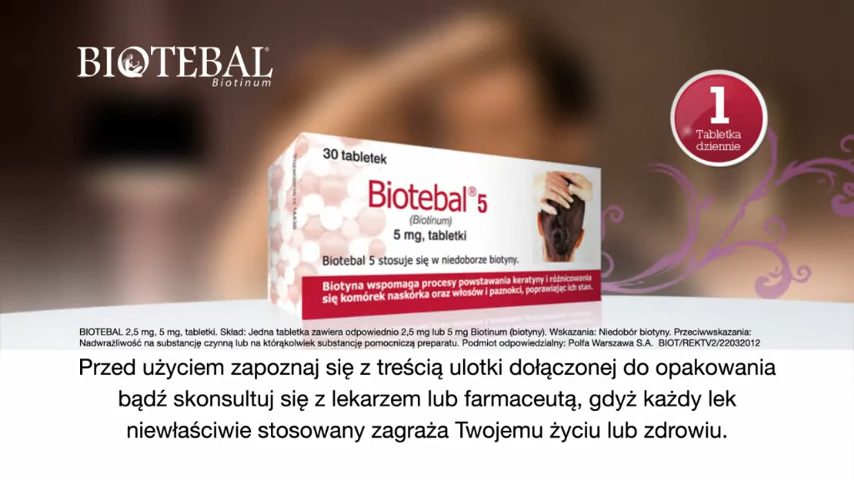 BIOTEBAL®
Biotinum
1
Tabletka
dziennie
30 tabletek
Biotebal® 5
(Biotinum)
5 mg, tabletki
Biotebal 5 stosuje się w niedoborze biotyny.
Biotyna wspomaga procesy powstawania keratyny i różnicowania
się komórek naskórka oraz włosów i paznokci, poprawiając ich stan.
BIOTEBAL 2,5 mg, 5 mg, tabletki. Skład: Jedna tabletka zawiera odpowiednio 2,5 mg lub 5 mg Biotinum (biotyny). Wskazania: Niedobór biotyny. Przeciwwskazania:
Nadwrażliwość na substancję czynną lub na którąkolwiek substancję pomocniczą preparatu. Podmiot odpowiedzialny: Polfa Warszawa S.A. BIOT/REKTV2/22032012
Przed użyciem zapoznaj się z treścią ulotki dołączonej do opakowania
bądź skonsultuj się z lekarzem lub farmaceutą, gdyż każdy lek
niewłaściwie stosowany zagraża Twojemu życiu lub zdrowiu.